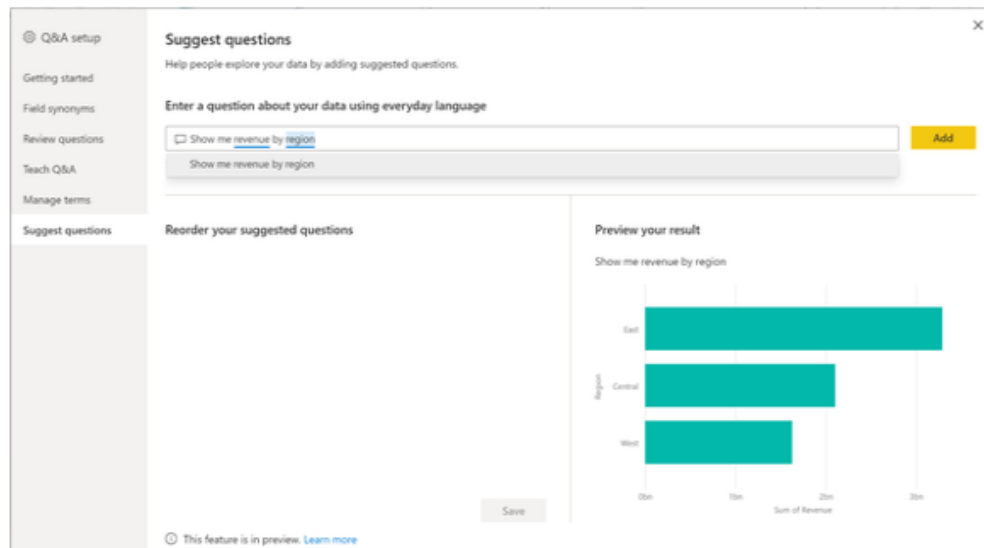 Q&A setup
Getting started
Field synonyms
Review questions
Teach Q&A
Manage terms
Suggest questions
Suggest questions
Help people explore your data by adding suggested questions.
Enter a question about your data using everyday language
Show me revenue by region
Add
Show me revenue by region
Reorder your suggested questions
Save
This feature is in preview. Learn more
Preview your result
Show me revenue by region
Region
East
Central
West
0bn 1bn 2bn 3bn
Sum of Revenue